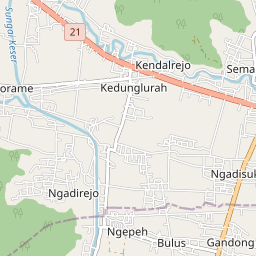 Sungai Keser
21
Kendalrejo
Sema
orame
Kedunglurah
Ngadisuk
Ngadirejo
Ngepeh
Bulus
Gandong